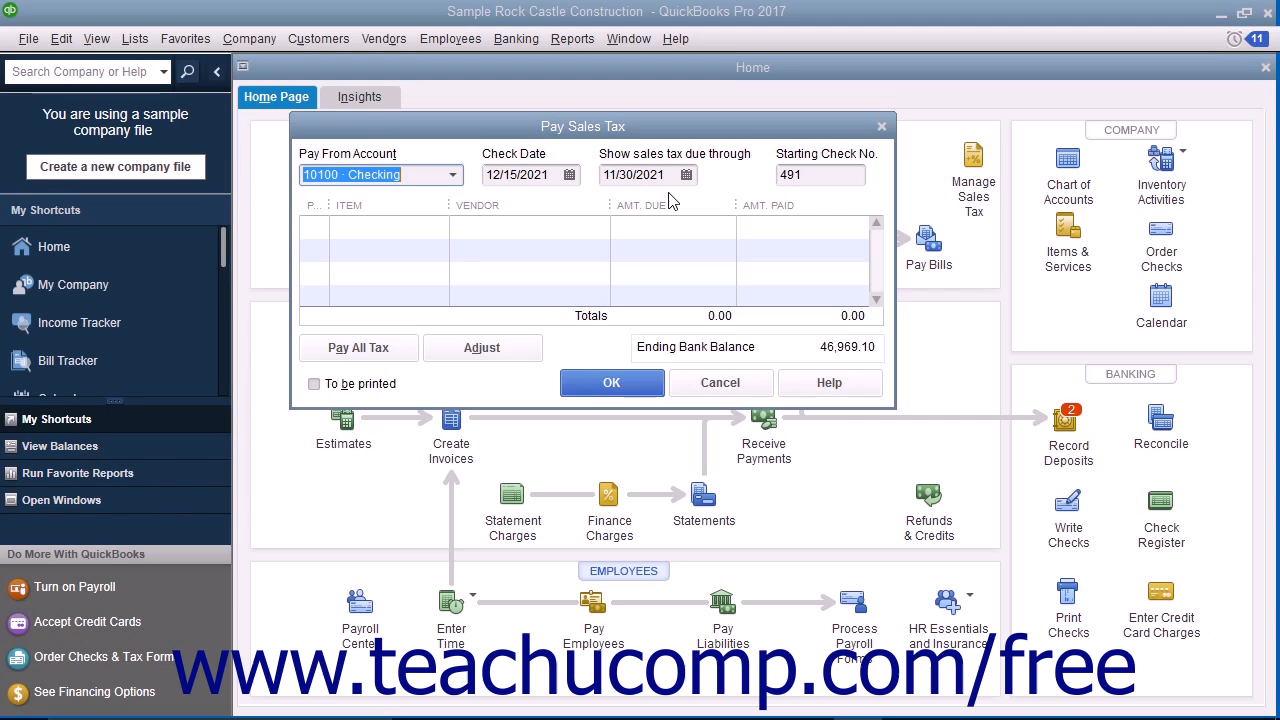 Sample Rock Castle Construction - QuickBooks Pro 2017
File Edit View Lists Favorites Company Customers Vendors Employees Banking Reports Window Help
11
Search Company or Help
Home
You are using a sample
company file
Create a new company file
My Shortcuts
Home
My Company
Income Tracker
Bill Tracker
My Shortcuts
View Balances
Run Favorite Reports
Open Windows
Do More With QuickBooks
Turn on Payroll
Accept Credit Cards
Order Checks & Tax Form
See Financing Options
Home Page Insights
Pay Sales Tax
Pay From Account Check Date Show sales tax due through Starting Check No.
10100 · Checking 12/15/2021 11/30/2021 491
P... ITEM VENDOR AMT. DUE AMT. PAID
Totals 0.00 0.00
Pay All Tax Adjust Ending Bank Balance 46,969.10
To be printed OK Cancel Help
Manage
Sales
Tax
Pay Bills
COMPANY
Chart of
Accounts
Inventory
Activities
Items &
Services
Order
Checks
Calendar
Estimates
Create
Invoices
Receive
Payments
Statement
Charges
Finance
Charges
Statements
Refunds
& Credits
BANKING
2
Record
Deposits
Reconcile
Write
Checks
Check
Register
Print
Checks
Enter Credit
Card Charges
EMPLOYEES
Payroll
Center
Enter
Time
Pay
Employees
Pay
Liabilities
Process
Payroll
Forms
HR Essentials
and Insurance
www.teachucomp.com/free